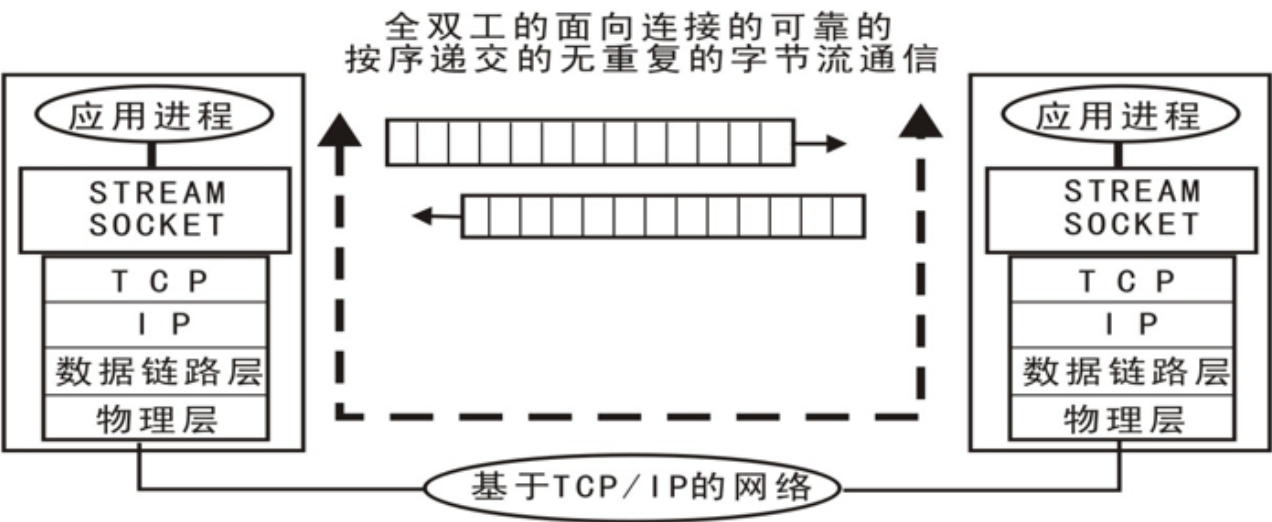 全双工的面向连接的可靠的
按序递交的无重复的字节流通信
应用进程
STREAM
SOCKET
TCP
IP
数据链路层
物理层
应用进程
STREAM
SOCKET
TCP
IP
数据链路层
物理层
基于TCP/IP的网络